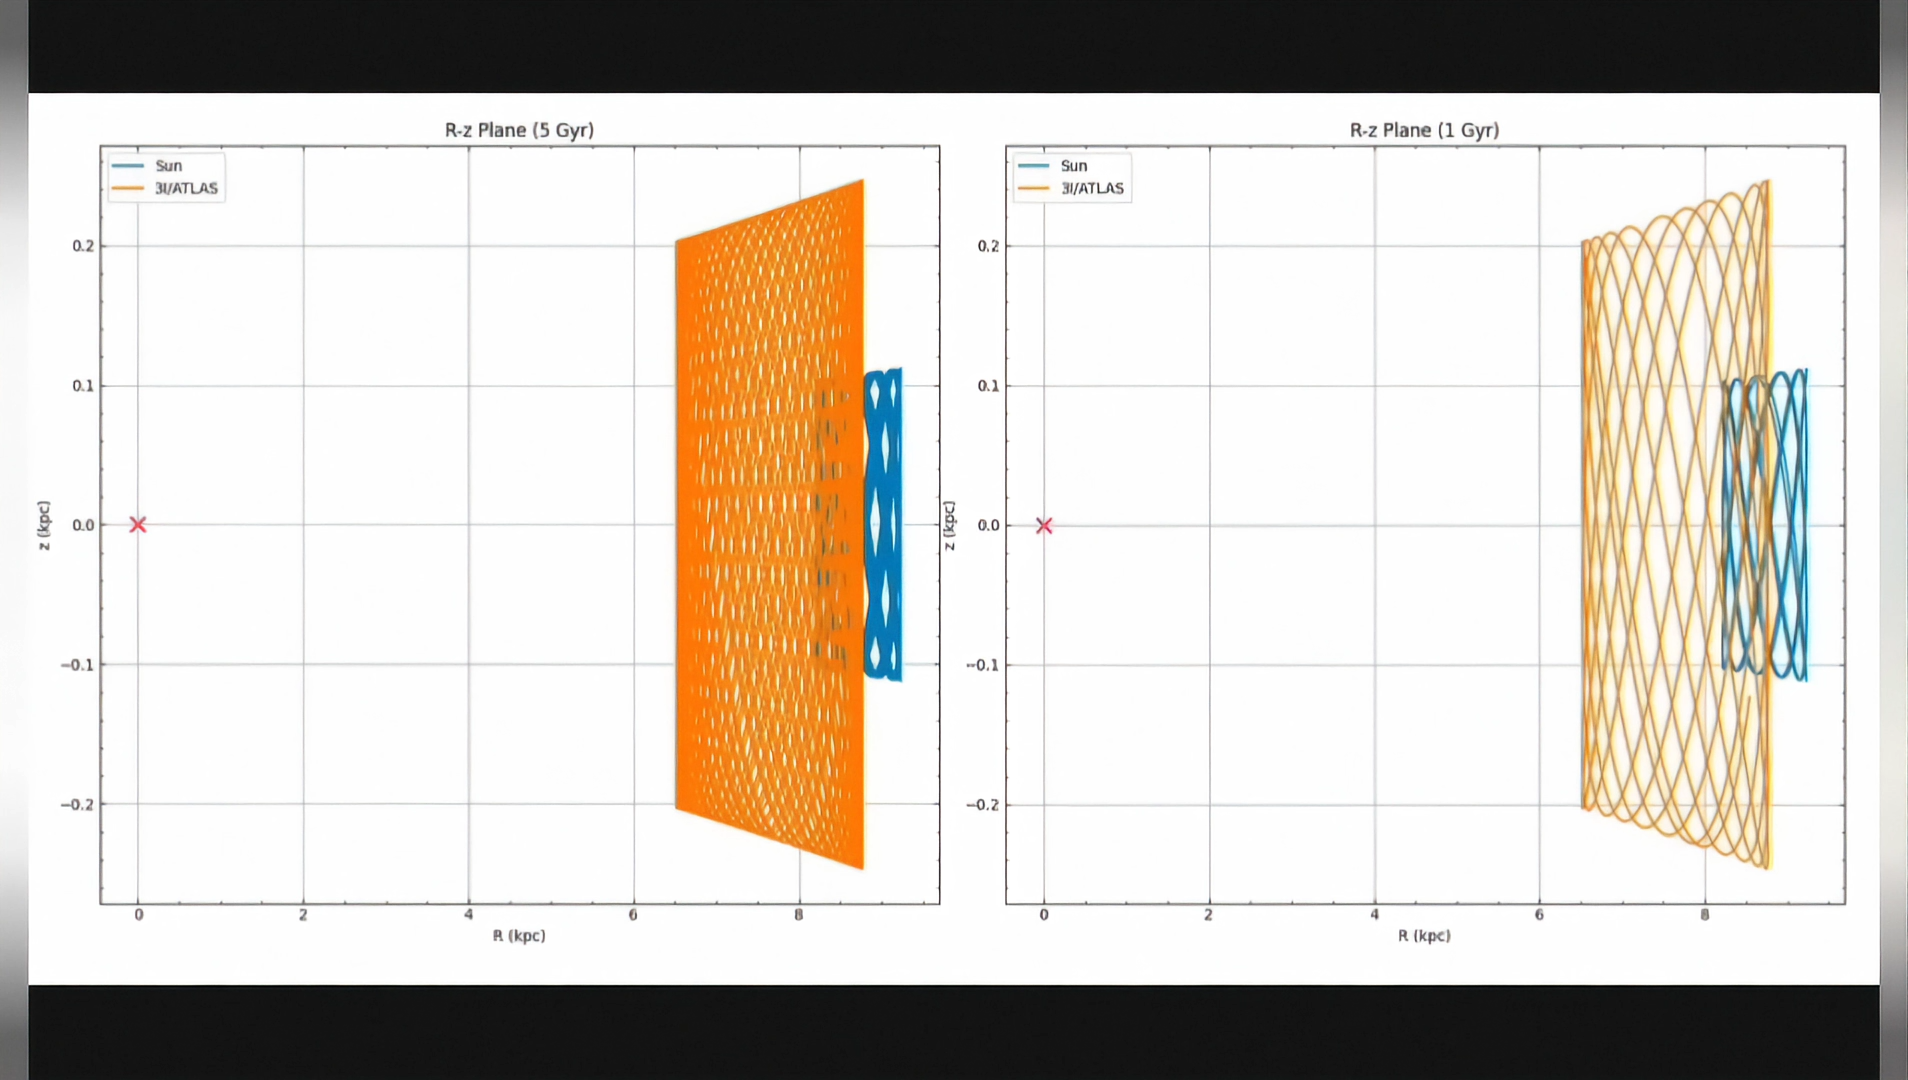 R-z Plane (5 Gyr)
Sun
3I/ATLAS
0.2
0.1
0.0
−0.1
−0.2
z (kpc)
0
2
4
6
8
R (kpc)
R-z Plane (1 Gyr)
Sun
3I/ATLAS
0.2
0.1
0.0
−0.1
−0.2
z (kpc)
0
2
4
6
8
R (kpc)